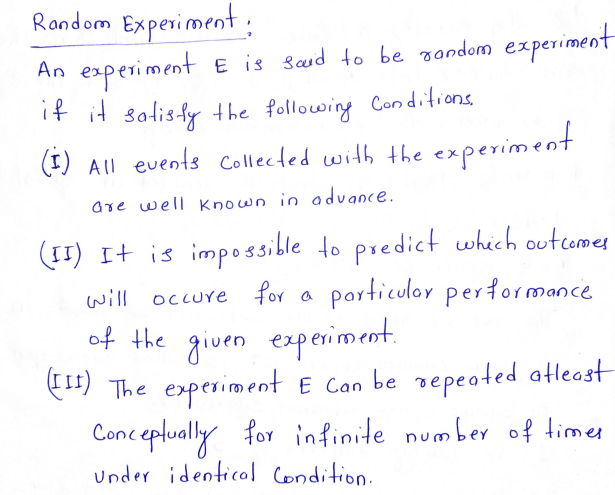 Random Experiment:
An experiment E is said to be random experiment
if it satisfy the following Conditions.
(I) All events Collected with the experiment
are well known in advance.
(II) It is impossible to predict which outcomes
will occure for a particular performance
of the given experiment.
(III) The experiment E Can be repeated atleast
Conceptually for infinite number of times
under identical Condition.